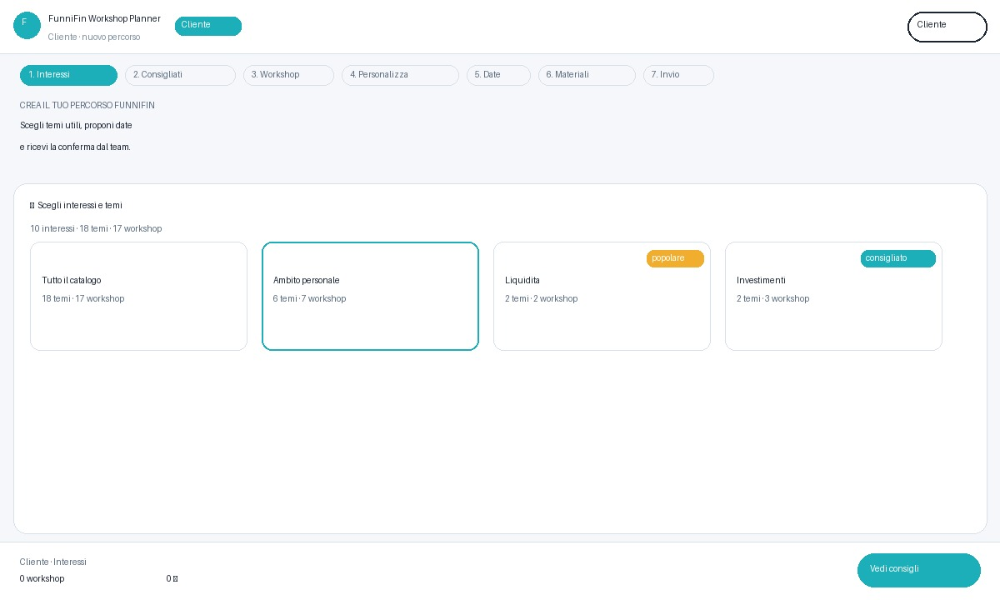 F
FunniFin Workshop Planner
Cliente · nuovo percorso
Cliente
Cliente
1. Interessi
2. Consigliati
3. Workshop
4. Personalizza
5. Date
6. Materiali
7. Invio
CREA IL TUO PERCORSO FUNNIFIN
Scegli temi utili, proponi date
e ricevi la conferma dal team.
Scegli interessi e temi
10 interessi · 18 temi · 17 workshop
Tutto il catalogo
18 temi · 17 workshop
Ambito personale
6 temi · 7 workshop
popolare
Liquidita
2 temi · 2 workshop
consigliato
Investimenti
2 temi · 3 workshop
Cliente · Interessi
0 workshop
0
Vedi consigli